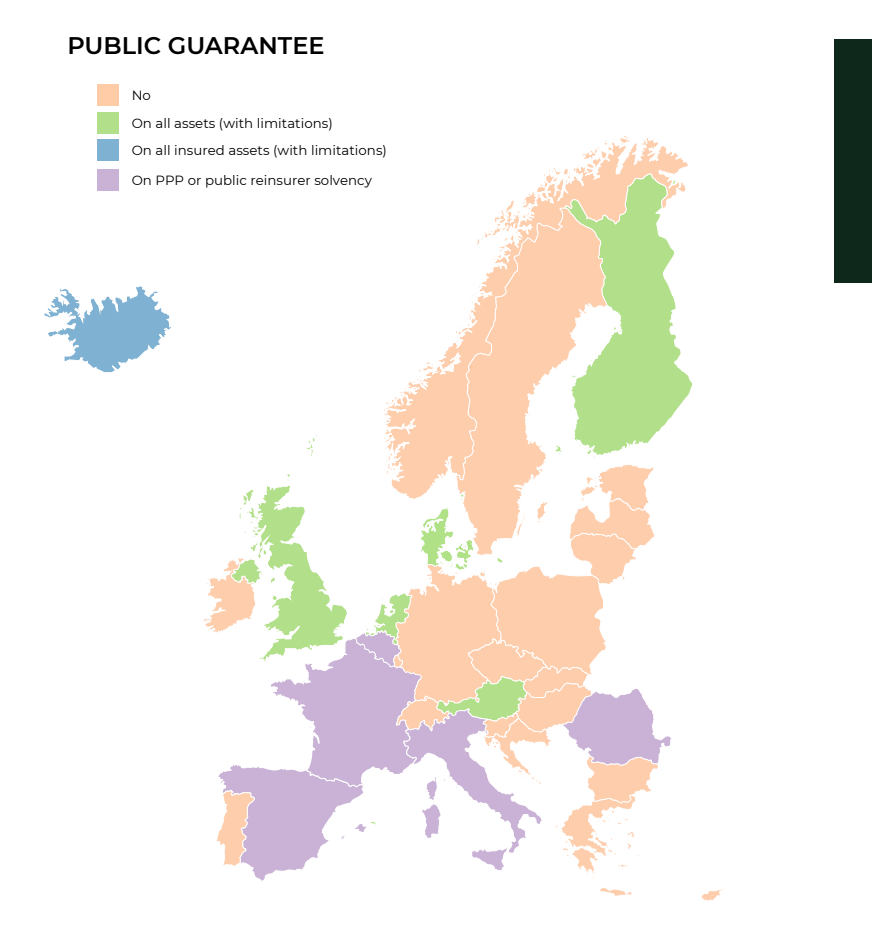 PUBLIC GUARANTEE
No
On all assets (with limitations)
On all insured assets (with limitations)
On PPP or public reinsurer solvency